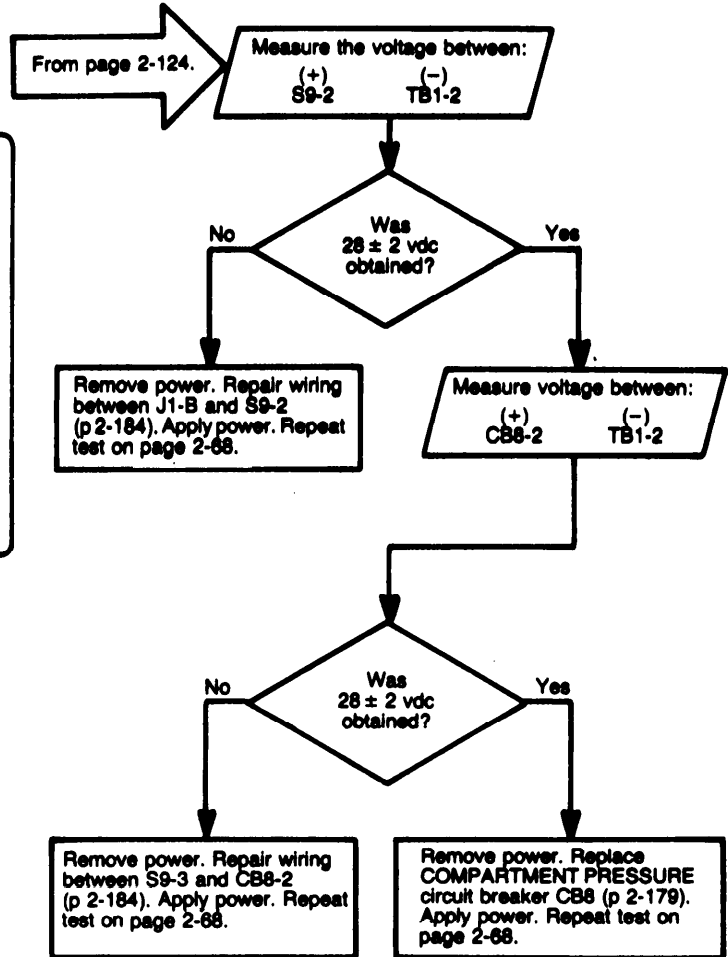 From page 2-124.
Measure the voltage between:
(+) (−)
S9-2 TB1-2
Was
28 ± 2 vdc
obtained?
No
Yes
Remove power. Repair wiring
between J1-B and S9-2
(p 2-184). Apply power. Repeat
test on page 2-68.
Measure voltage between:
(+) (−)
CB8-2 TB1-2
Was
28 ± 2 vdc
obtained?
No
Yes
Remove power. Repair wiring
between S9-3 and CB8-2
(p 2-184). Apply power. Repeat
test on page 2-68.
Remove power. Replace
COMPARTMENT PRESSURE
circuit breaker CB8 (p 2-179).
Apply power. Repeat test on
page 2-68.